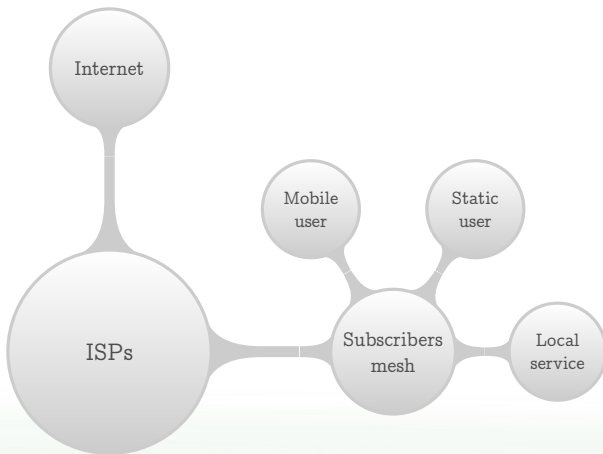 Internet
Mobile
user
Static
user
ISPs
Subscribers
mesh
Local
service